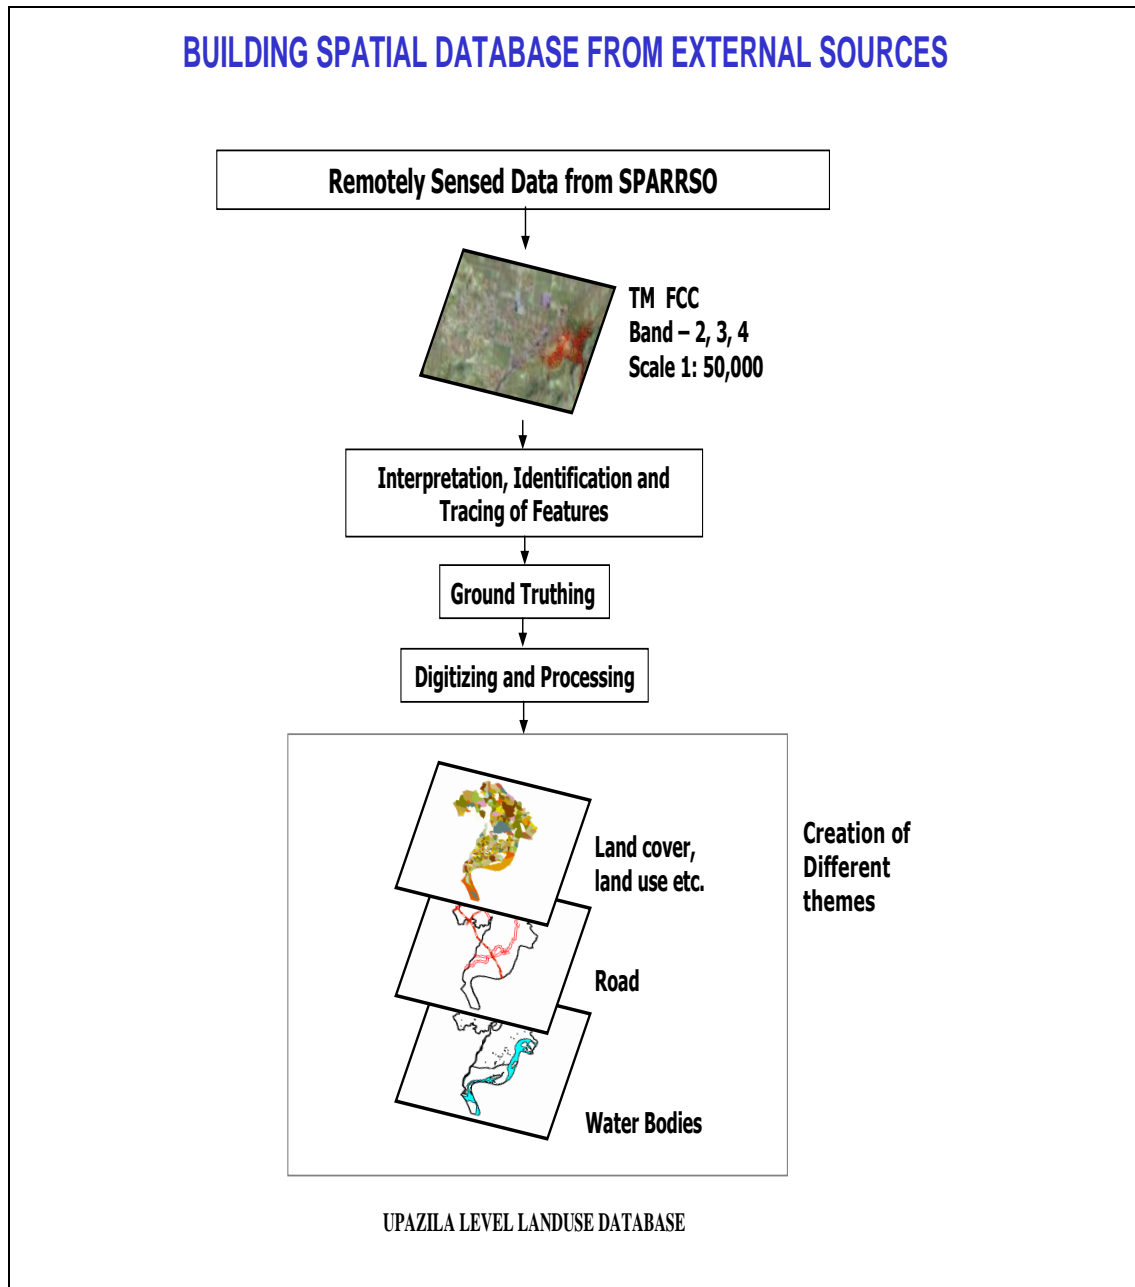 BUILDING SPATIAL DATABASE FROM EXTERNAL SOURCES
Remotely Sensed Data from SPARRSO
TM FCC
Band – 2, 3, 4
Scale 1: 50,000
Interpretation, Identification and
Tracing of Features
Ground Truthing
Digitizing and Processing
Land cover,
land use etc.
Creation of
Different
themes
Road
Water Bodies
UPAZILA LEVEL LANDUSE DATABASE